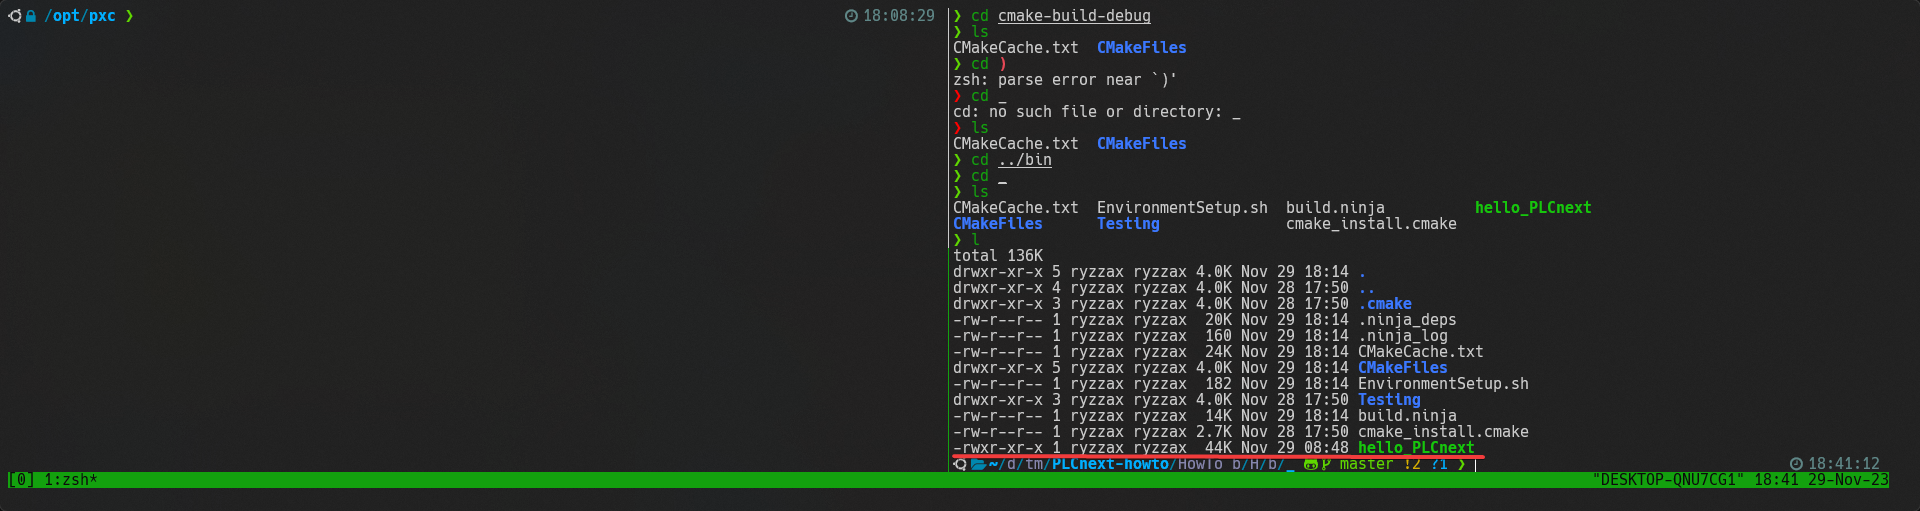 /opt/pxc ❯ 18:08:29
❯ cd cmake-build-debug
❯ ls
CMakeCache.txt CMakeFiles
❯ cd )
zsh: parse error near `)'
❯ cd _
cd: no such file or directory: _
❯ ls
CMakeCache.txt CMakeFiles
❯ cd ../bin
❯ cd _
❯ ls
CMakeCache.txt EnvironmentSetup.sh build.ninja hello_PLCnext
CMakeFiles Testing cmake_install.cmake
❯ l
total 136K
drwxr-xr-x 5 ryzzax ryzzax 4.0K Nov 29 18:14 .
drwxr-xr-x 4 ryzzax ryzzax 4.0K Nov 28 17:50 ..
drwxr-xr-x 3 ryzzax ryzzax 4.0K Nov 28 17:50 .cmake
-rw-r--r-- 1 ryzzax ryzzax 20K Nov 29 18:14 .ninja_deps
-rw-r--r-- 1 ryzzax ryzzax 160 Nov 29 18:14 .ninja_log
-rw-r--r-- 1 ryzzax ryzzax 24K Nov 29 18:14 CMakeCache.txt
drwxr-xr-x 5 ryzzax ryzzax 4.0K Nov 29 18:14 CMakeFiles
-rw-r--r-- 1 ryzzax ryzzax 182 Nov 29 18:14 EnvironmentSetup.sh
drwxr-xr-x 3 ryzzax ryzzax 4.0K Nov 28 17:50 Testing
-rw-r--r-- 1 ryzzax ryzzax 14K Nov 29 18:14 build.ninja
-rw-r--r-- 1 ryzzax ryzzax 2.7K Nov 28 17:50 cmake_install.cmake
-rwxr-xr-x 1 ryzzax ryzzax 44K Nov 29 08:48 hello_PLCnext
~/d/tm/PLCnext-howto/HowTo b/H/b/_ master !2 ?1 ❯ 18:41:12
[0] 1:zsh* "DESKTOP-QNU7CG1" 18:41 29-Nov-23